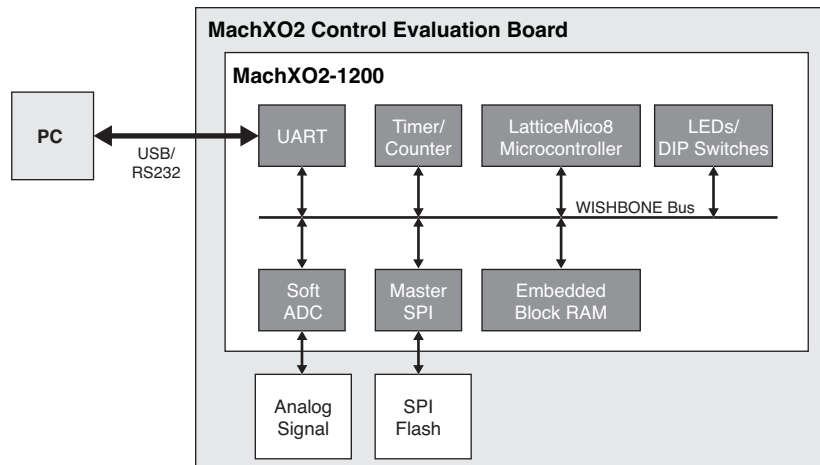 MachXO2 Control Evaluation Board
MachXO2-1200
PC
USB/
RS232
UART
Timer/
Counter
LatticeMico8
Microcontroller
LEDs/
DIP Switches
WISHBONE Bus
Soft
ADC
Master
SPI
Embedded
Block RAM
Analog
Signal
SPI
Flash